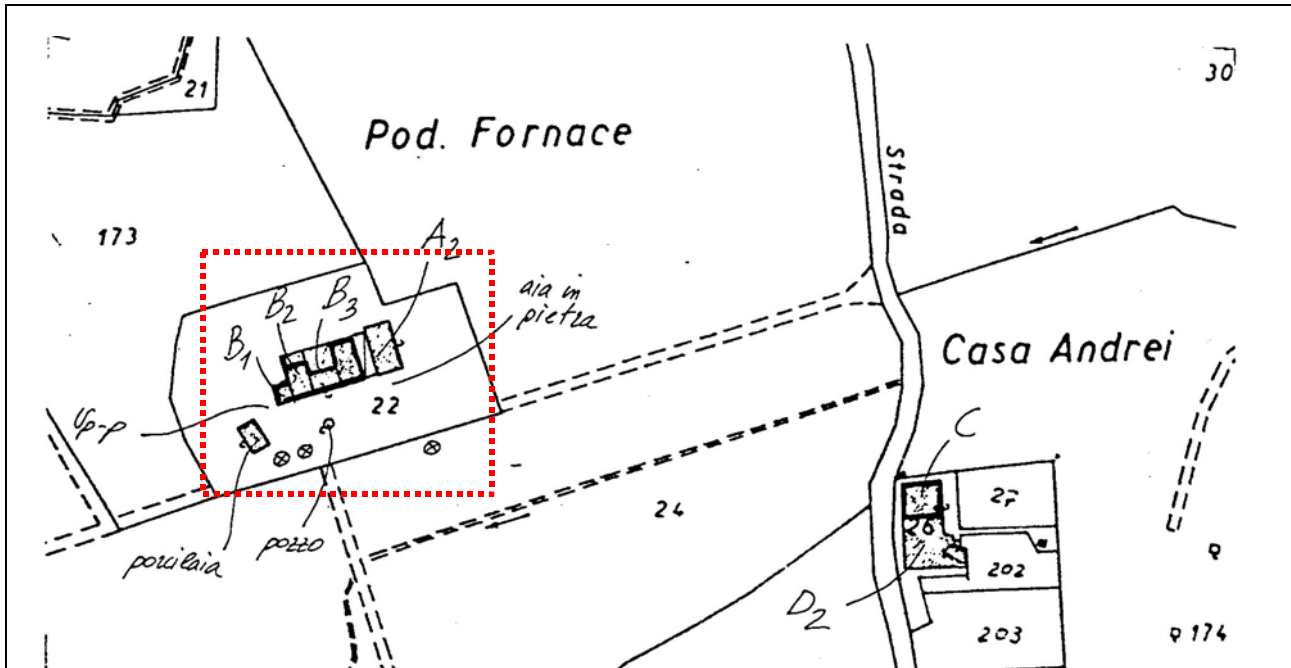 21
30
Pod. Fornace
Strada
173
A2
aia in
pietra
B1
B2
B3
Casa Andrei
22
C
27
26
24
porcilaia
pozzo
202
D2
203
174